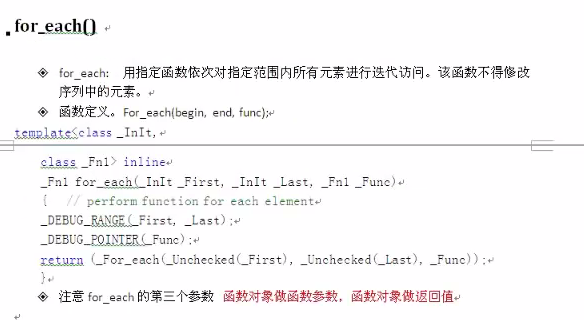 for_each()
for_each: 用指定函数依次对指定范围内所有元素进行迭代访问。该函数不得修改
序列中的元素。
函数定义。For_each(begin, end, func);
template<class _InIt,
class _Fn1> inline
_Fn1 for_each(_InIt _First, _InIt _Last, _Fn1 _Func)
{ // perform function for each element
_DEBUG_RANGE(_First, _Last);
_DEBUG_POINTER(_Func);
return (_For_each(_Unchecked(_First), _Unchecked(_Last), _Func));
}
注意 for_each 的第三个参数 函数对象做函数参数，函数对象做返回值